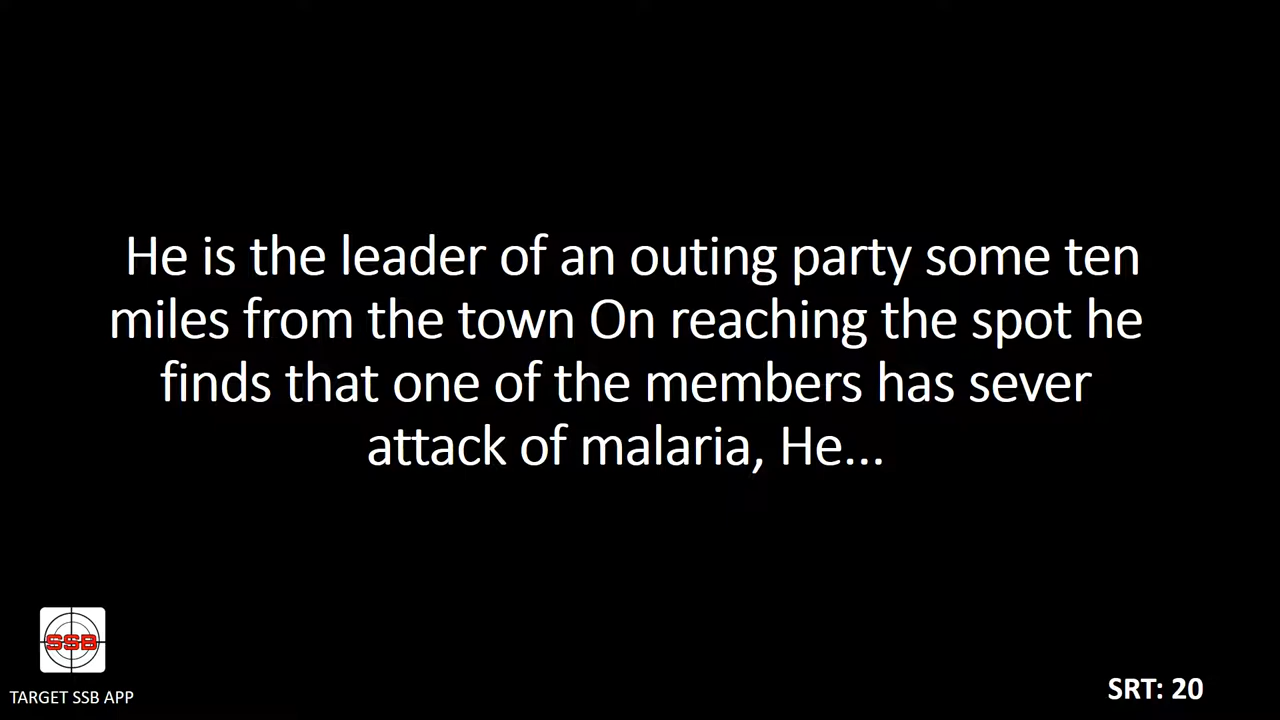 He is the leader of an outing party some ten
miles from the town On reaching the spot he
finds that one of the members has sever
attack of malaria, He...
SSB
TARGET SSB APP
SRT: 20